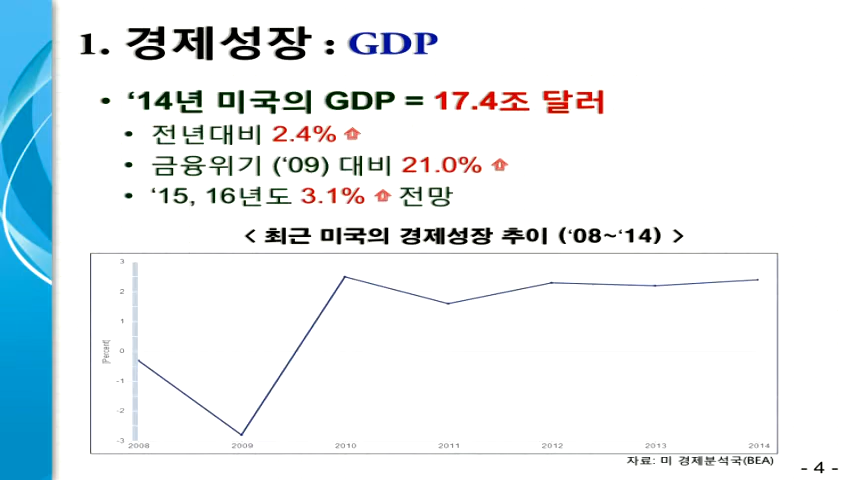 1. 경제성장 : GDP
• ‘14년 미국의 GDP = 17.4조 달러
• 전년대비 2.4%
• 금융위기 (‘09) 대비 21.0%
• ‘15, 16년도 3.1% 전망
< 최근 미국의 경제성장 추이 (‘08~‘14) >
3
2
1
0
-1
-2
-3
[Percent]
2008 2009 2010 2011 2012 2013 2014
자료: 미 경제분석국(BEA)
- 4 -